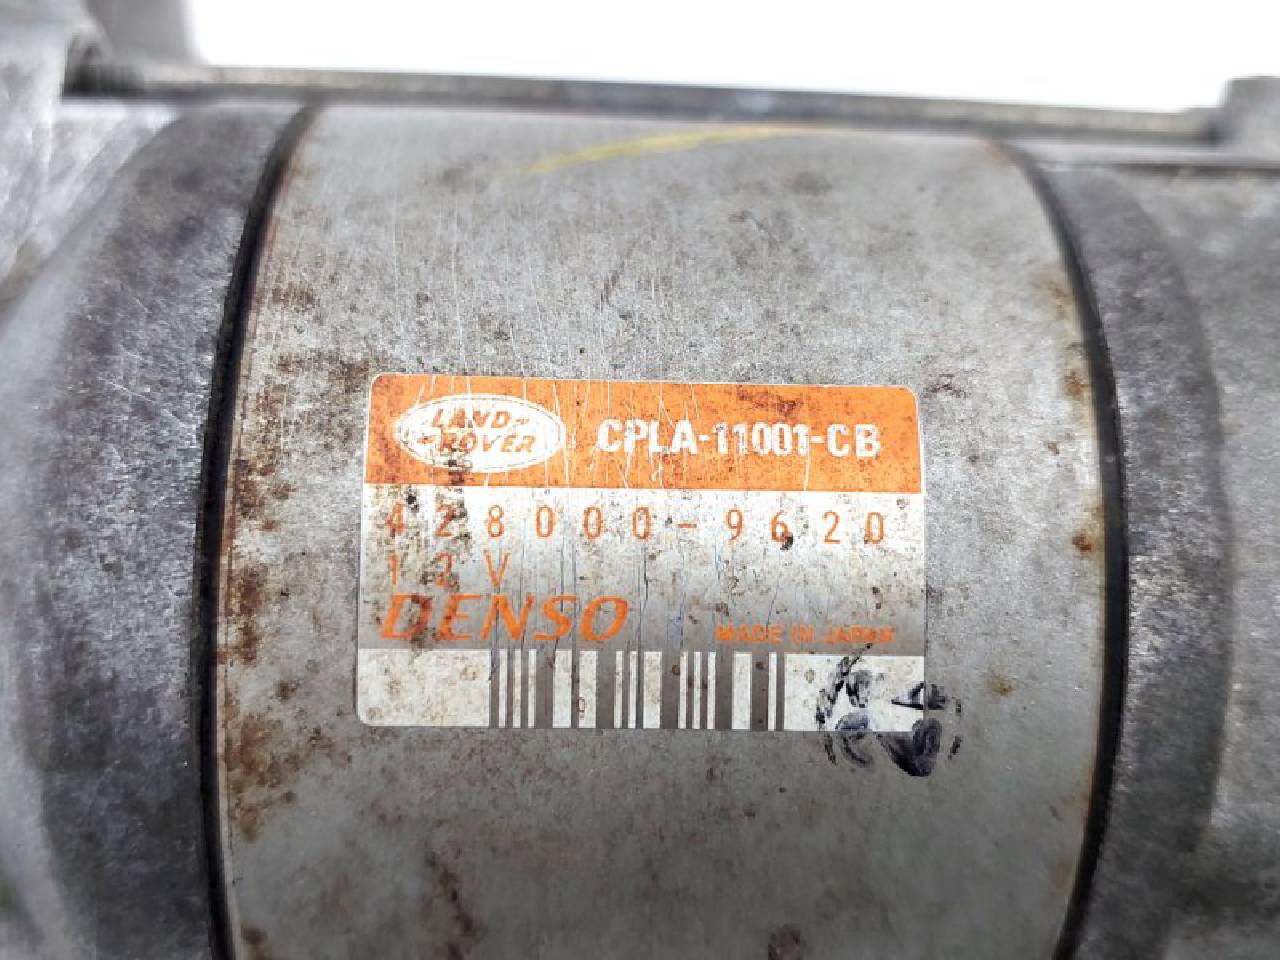 LAND-
-ROVER
CPLA-11001-CB
428000-9620
12V
DENSO
MADE IN JAPAN